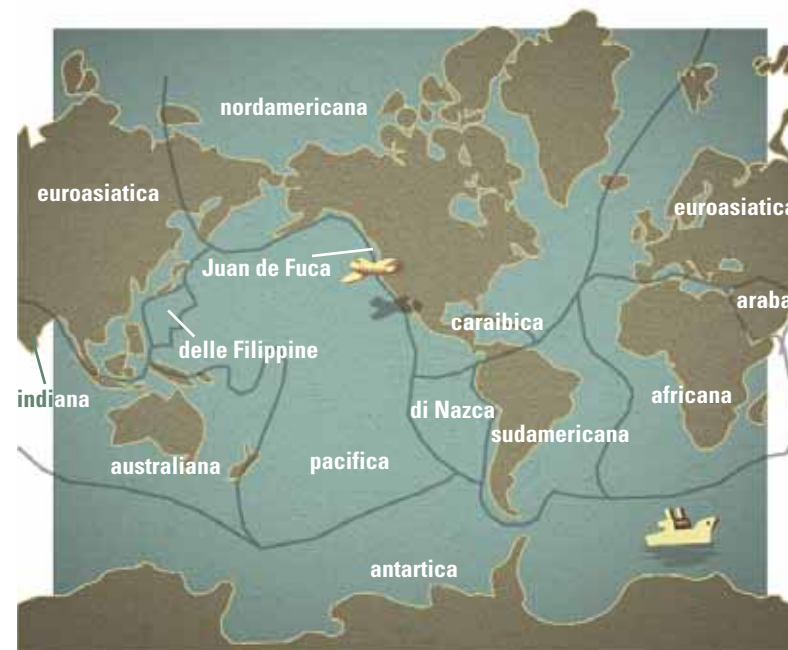 nordamericana
euroasiatica
euroasiatica
Juan de Fuca
araba
caraibica
delle Filippine
indiana
africana
di Nazca
sudamericana
australiana
pacifica
antartica